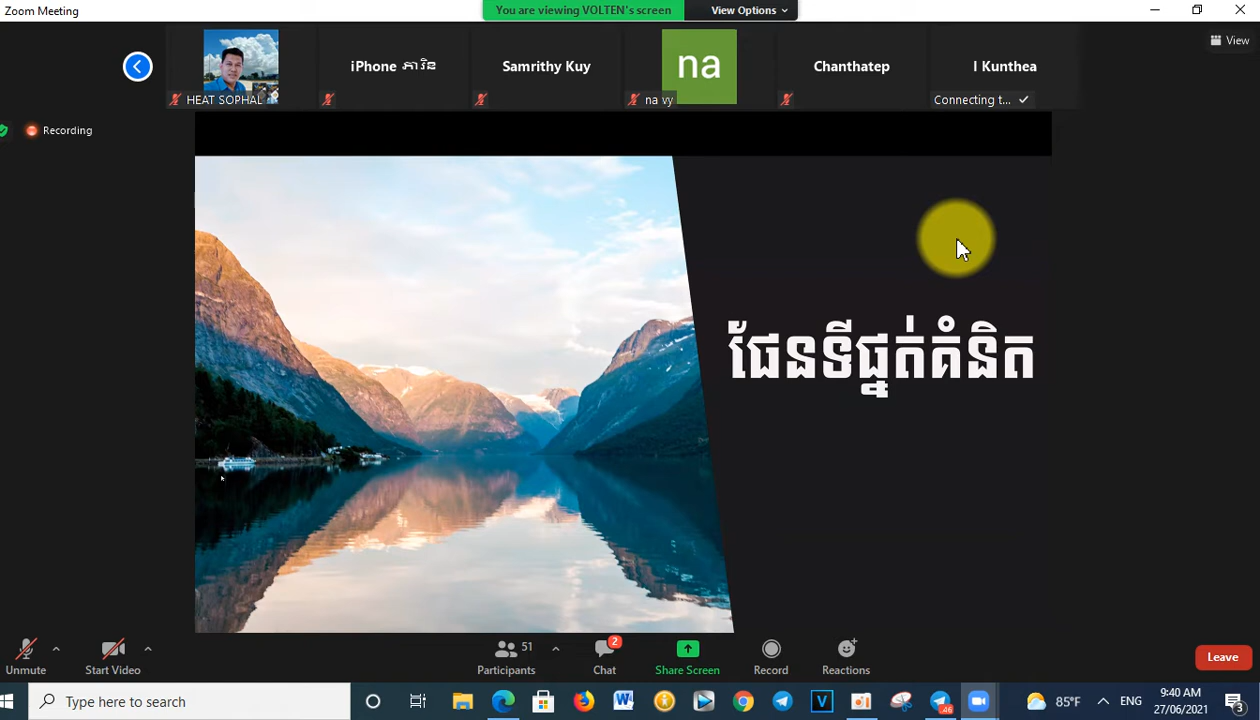 Zoom Meeting
You are viewing VOLTEN's screen
View Options
HEAT SOPHAL
iPhone ភារិន
Samrithy Kuy
na
na vy
Chanthatep
I Kunthea
Connecting t...
View
Recording
ផែនទីផ្នត់គំនិត
Unmute
Start Video
51
Participants
2
Chat
Share Screen
Record
Reactions
Leave
Type here to search
46
85°F
ENG
9:40 AM
27/06/2021
3